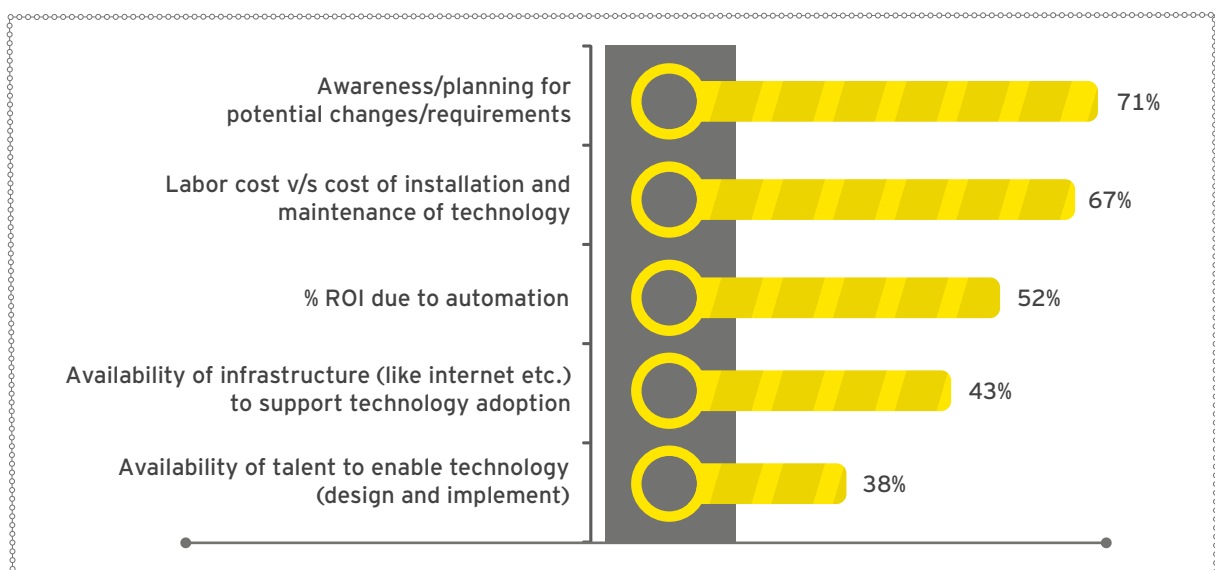 Awareness/planning for
potential changes/requirements
71%
Labor cost v/s cost of installation and
maintenance of technology
67%
% ROI due to automation
52%
Availability of infrastructure (like internet etc.)
to support technology adoption
43%
Availability of talent to enable technology
(design and implement)
38%